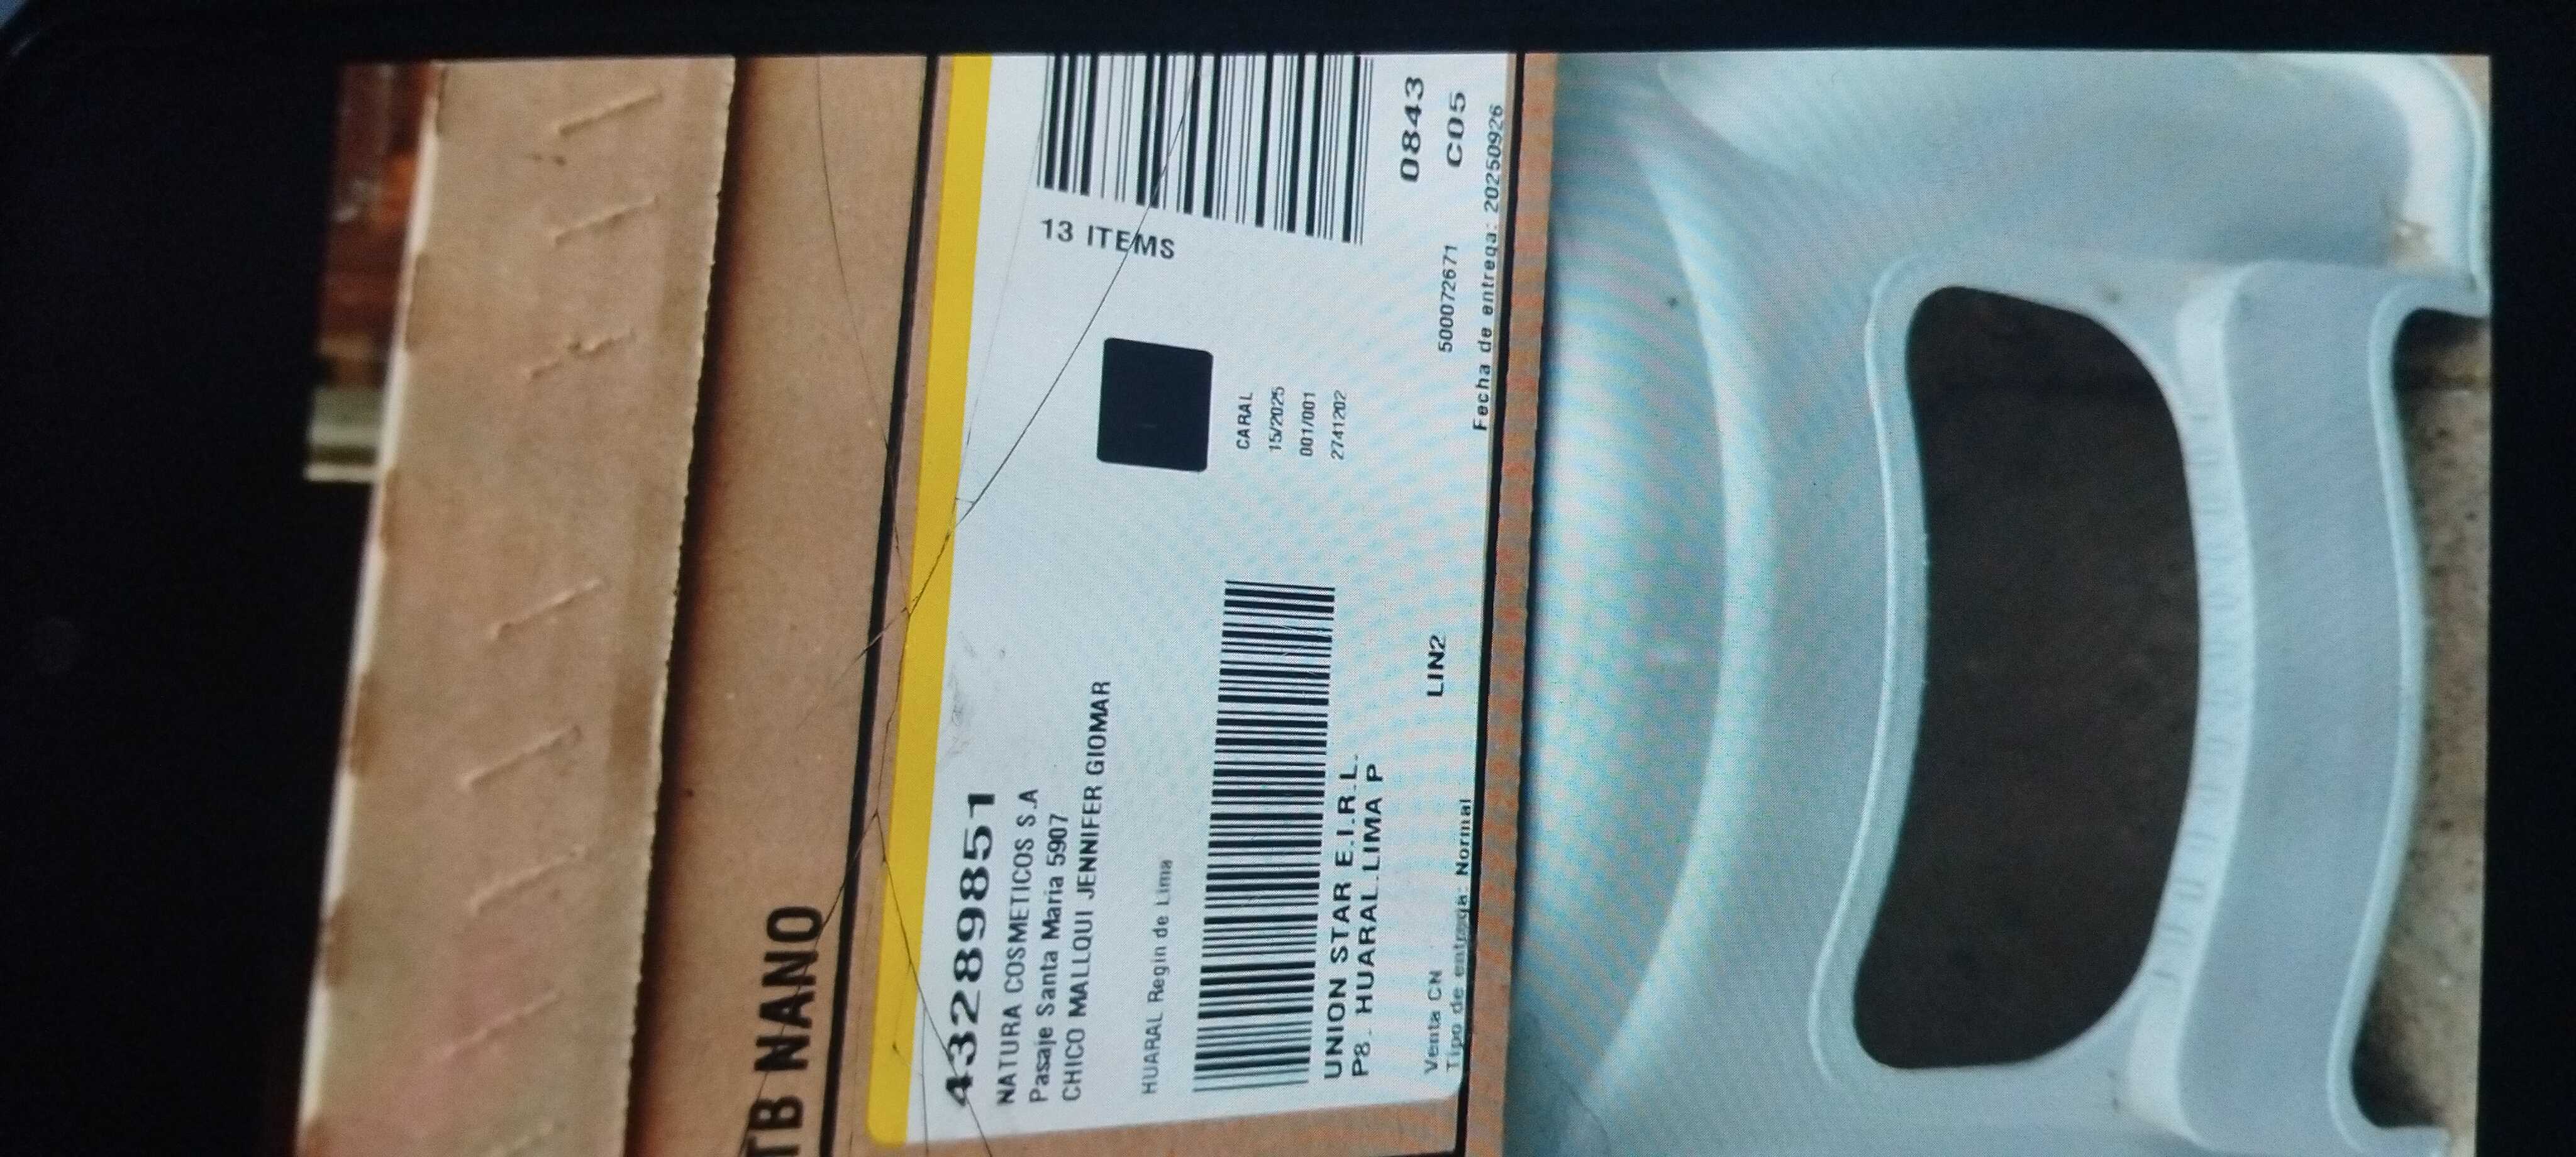 TB NANO
432898511
NATURA COSMETICOS S.A
Pasaje Santa Maria 5907
CHICO MALLQUI JENNIFER GIOMAR
13 ITEMS
HUARAL Regin de Lima
CARAL
15/2025
001/001
2741202
UNION STAR E.I.R.L.
P8. HUARAL.LIMA P
0843
Venta CN
LIN2
500072671
C05
Tipo de entrega: Normal
Fecha de entrega: 20250926